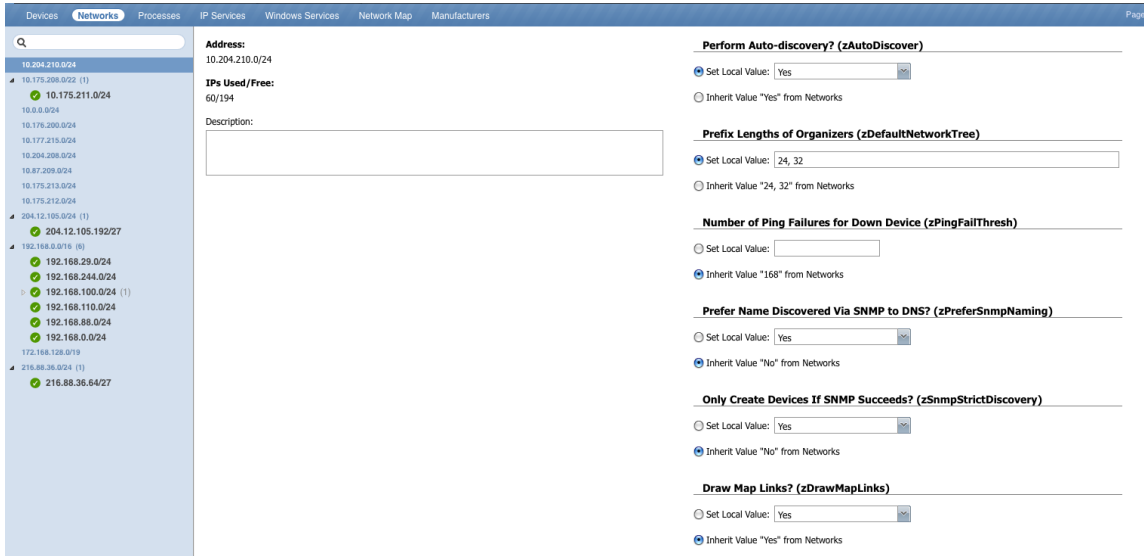 Devices Networks Processes IP Services Windows Services Network Map Manufacturers Page
10.204.210.0/24
10.175.208.0/22 (1)
10.175.211.0/24
10.0.0.0/24
10.176.200.0/24
10.177.215.0/24
10.204.208.0/24
10.87.209.0/24
10.175.213.0/24
10.175.212.0/24
204.12.105.0/24 (1)
204.12.105.192/27
192.168.0.0/16 (6)
192.168.29.0/24
192.168.244.0/24
192.168.100.0/24 (1)
192.168.110.0/24
192.168.88.0/24
192.168.0.0/24
172.168.128.0/19
216.88.36.0/24 (1)
216.88.36.64/27
Address:
10.204.210.0/24
IPs Used/Free:
60/194
Description:
Perform Auto-discovery? (zAutoDiscover)
Set Local Value: Yes
Inherit Value "Yes" from Networks
Prefix Lengths of Organizers (zDefaultNetworkTree)
Set Local Value: 24, 32
Inherit Value "24, 32" from Networks
Number of Ping Failures for Down Device (zPingFailThresh)
Set Local Value:
Inherit Value "168" from Networks
Prefer Name Discovered Via SNMP to DNS? (zPreferSnmpNaming)
Set Local Value: Yes
Inherit Value "No" from Networks
Only Create Devices If SNMP Succeeds? (zSnmpStrictDiscovery)
Set Local Value: Yes
Inherit Value "No" from Networks
Draw Map Links? (zDrawMapLinks)
Set Local Value: Yes
Inherit Value "Yes" from Networks